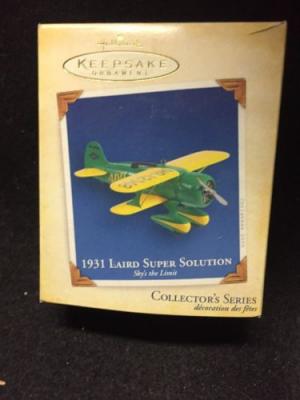 Hallmark
KEEPSAKE
ORNAMENT
1931 LAIRD SUPER SOLUTION
Sky's the Limit
COLLECTOR'S SERIES
décoration des fêtes